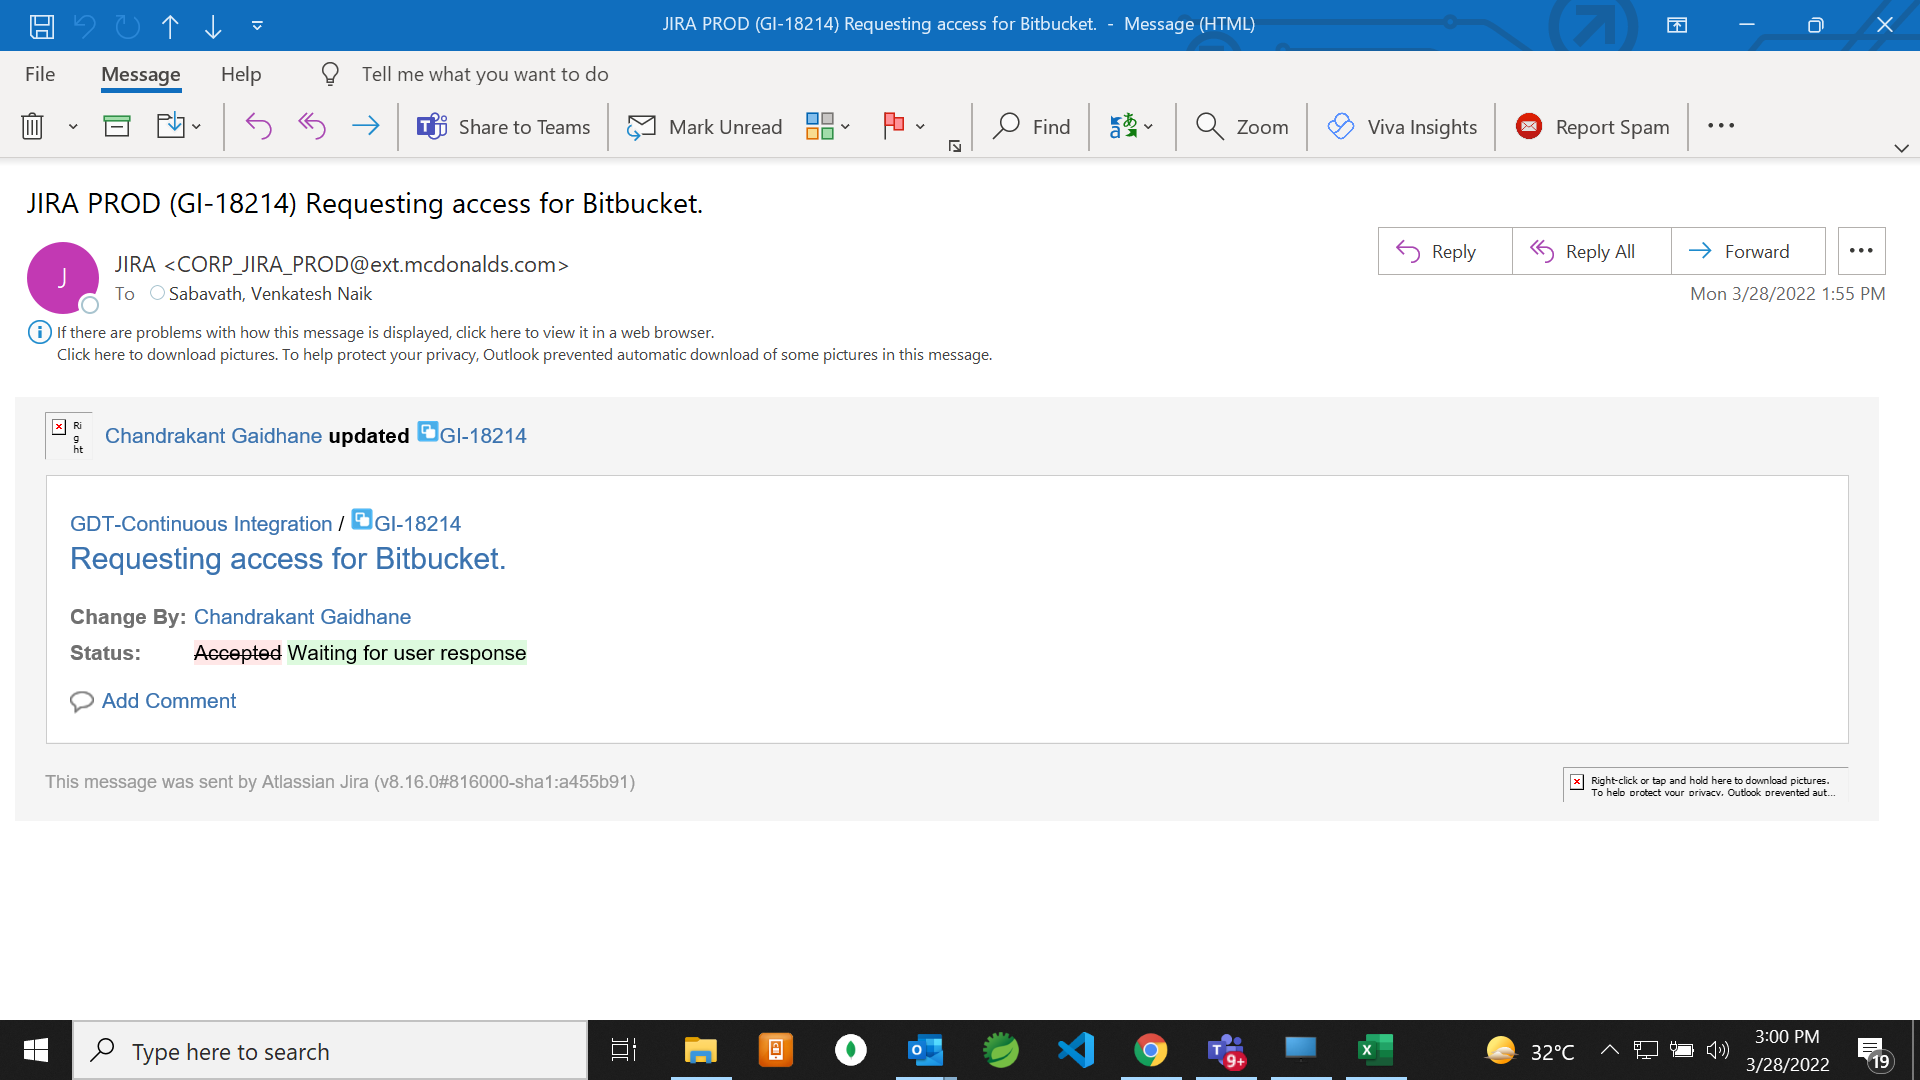 JIRA PROD (GI-18214) Requesting access for Bitbucket. - Message (HTML)
File Message Help Tell me what you want to do
Share to Teams Mark Unread Find Zoom Viva Insights Report Spam
JIRA PROD (GI-18214) Requesting access for Bitbucket.
Reply Reply All Forward
J
JIRA <CORP_JIRA_PROD@ext.mcdonalds.com>
To Sabavath, Venkatesh Naik
Mon 3/28/2022 1:55 PM
If there are problems with how this message is displayed, click here to view it in a web browser.
Click here to download pictures. To help protect your privacy, Outlook prevented automatic download of some pictures in this message.
Ri
g
ht
Chandrakant Gaidhane updated GI-18214
GDT-Continuous Integration / GI-18214
Requesting access for Bitbucket.
Change By: Chandrakant Gaidhane
Status: Accepted Waiting for user response
Add Comment
This message was sent by Atlassian Jira (v8.16.0#816000-sha1:a455b91)
Right-click or tap and hold here to download pictures.
To help protect your privacy, Outlook prevented aut...
Type here to search
9+
32°C
3:00 PM
3/28/2022
19